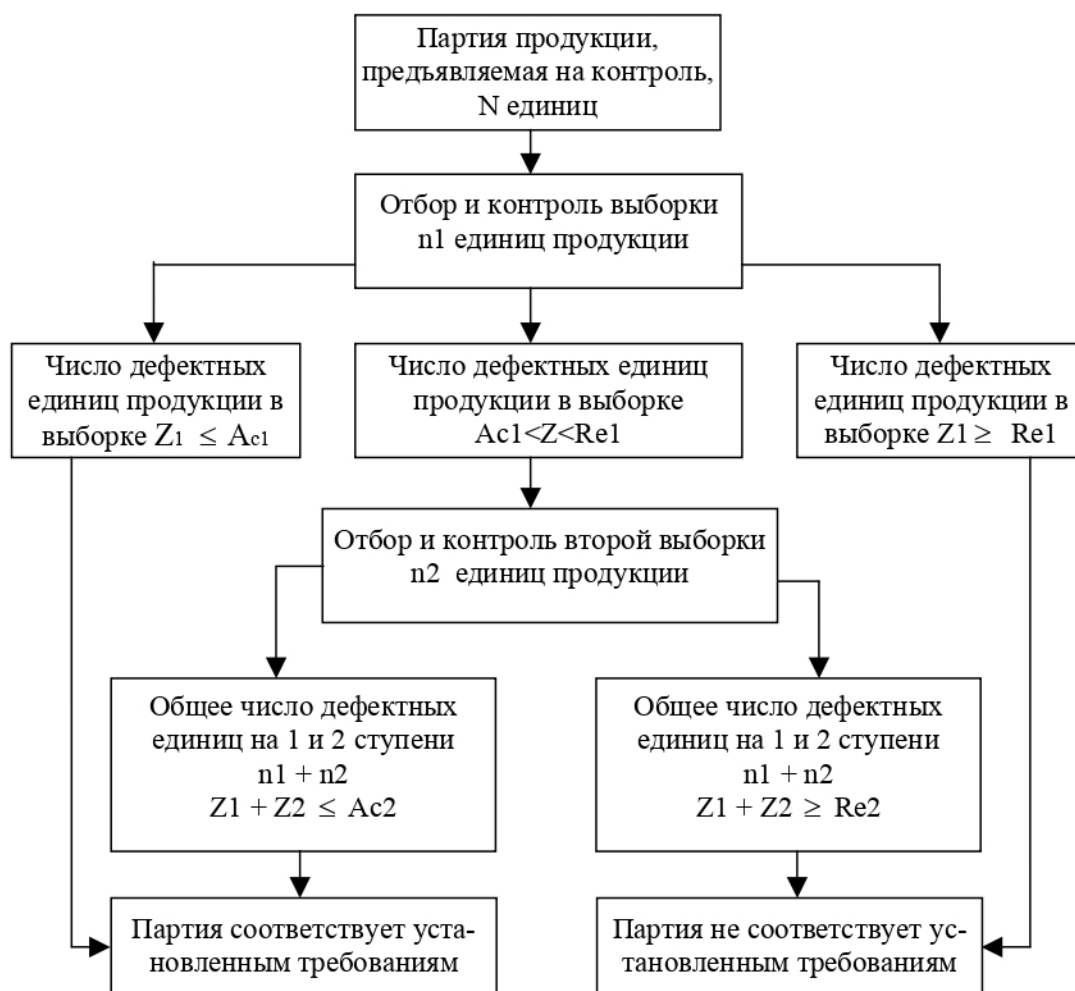 Партия продукции,
предъявляемая на контроль,
N единиц
Отбор и контроль выборки
n1 единиц продукции
Число дефектных
единиц продукции в
выборке Z1 ≤ Ac1
Число дефектных единиц
продукции в выборке
Ac1<Z<Re1
Число дефектных
единиц продукции в
выборке Z1 ≥ Re1
Отбор и контроль второй выборки
n2 единиц продукции
Общее число дефектных
единиц на 1 и 2 ступени
n1 + n2
Z1 + Z2 ≤ Ac2
Общее число дефектных
единиц на 1 и 2 ступени
n1 + n2
Z1 + Z2 ≥ Re2
Партия соответствует уста-
новленным требованиям
Партия не соответствует ус-
тановленным требованиям